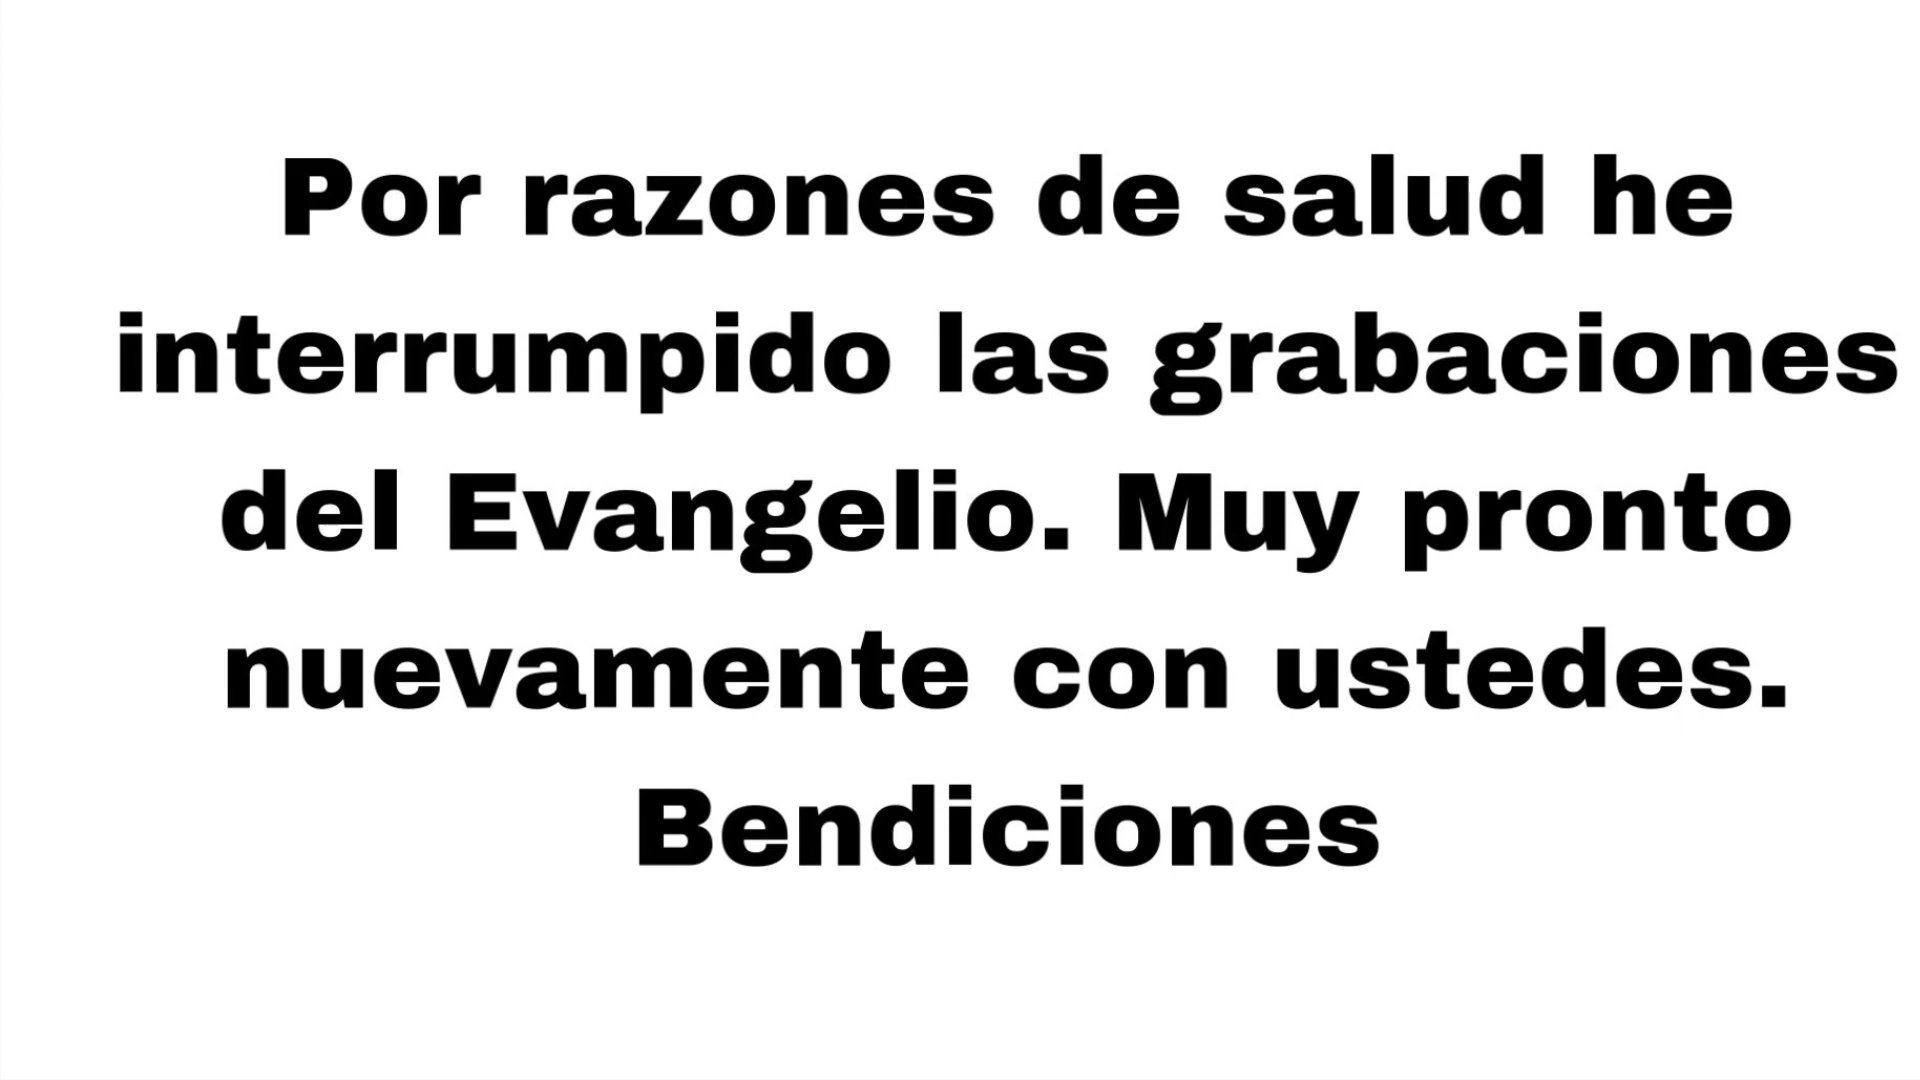 Por razones de salud he
interrumpido las grabaciones
del Evangelio. Muy pronto
nuevamente con ustedes.
Bendiciones